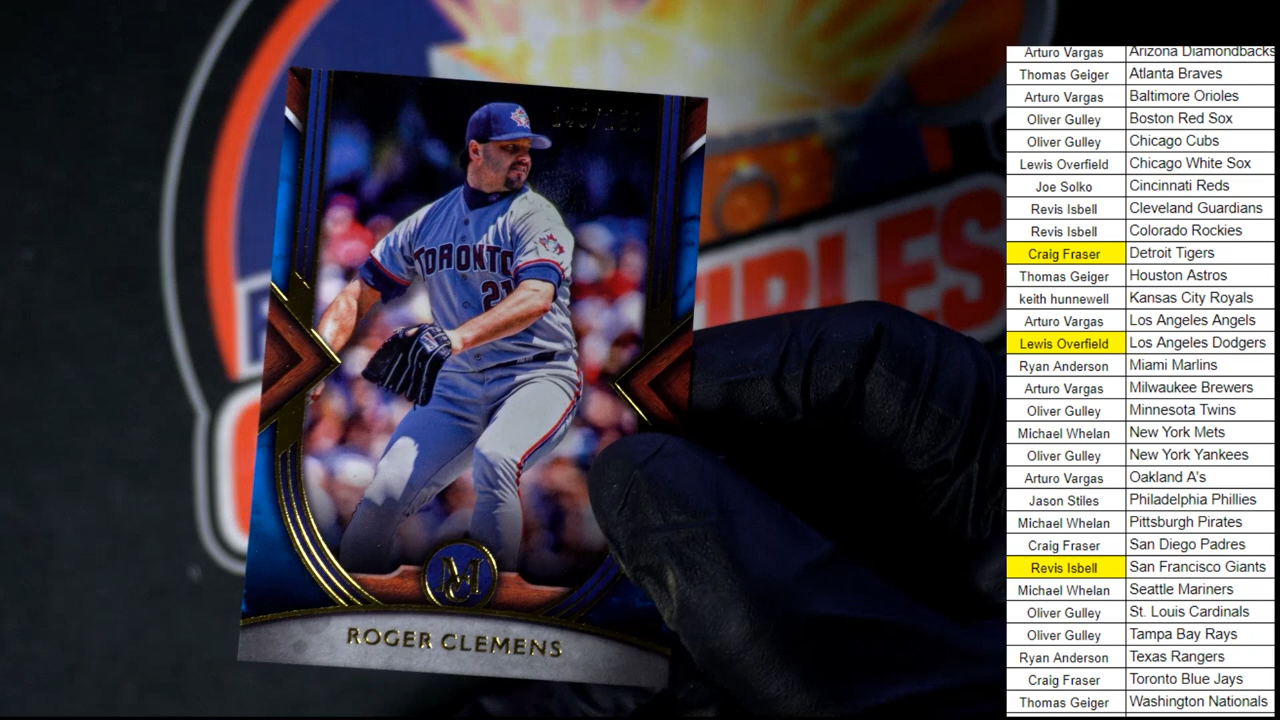 TORONTO
21
ROGER CLEMENS
Arturo Vargas Arizona Diamondbacks
Thomas Geiger Atlanta Braves
Arturo Vargas Baltimore Orioles
Oliver Gulley Boston Red Sox
Oliver Gulley Chicago Cubs
Lewis Overfield Chicago White Sox
Joe Solko Cincinnati Reds
Revis Isbell Cleveland Guardians
Revis Isbell Colorado Rockies
Craig Fraser Detroit Tigers
Thomas Geiger Houston Astros
keith hunnewell Kansas City Royals
Arturo Vargas Los Angeles Angels
Lewis Overfield Los Angeles Dodgers
Ryan Anderson Miami Marlins
Arturo Vargas Milwaukee Brewers
Oliver Gulley Minnesota Twins
Michael Whelan New York Mets
Oliver Gulley New York Yankees
Arturo Vargas Oakland A's
Jason Stiles Philadelphia Phillies
Michael Whelan Pittsburgh Pirates
Craig Fraser San Diego Padres
Revis Isbell San Francisco Giants
Michael Whelan Seattle Mariners
Oliver Gulley St. Louis Cardinals
Oliver Gulley Tampa Bay Rays
Ryan Anderson Texas Rangers
Craig Fraser Toronto Blue Jays
Thomas Geiger Washington Nationals